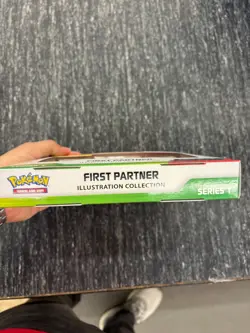 Pokémon
TRADING CARD GAME
FIRST PARTNER
ILLUSTRATION COLLECTION
SERIES 1